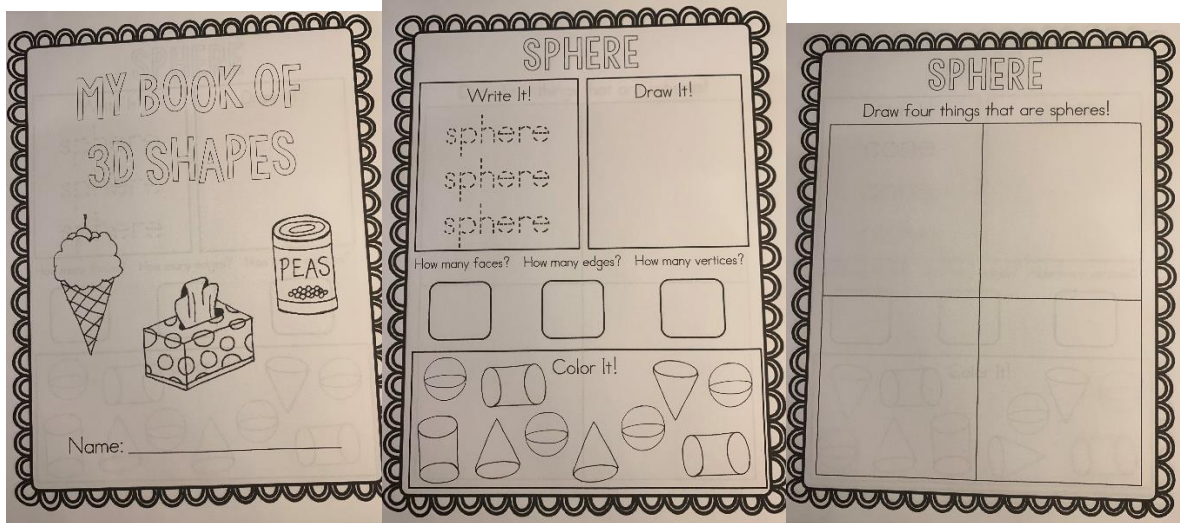 MY BOOK OF
3D SHAPES
PEAS
Name:
SPHERE
Write It!
sphere
sphere
sphere
Draw It!
How many faces? How many edges? How many vertices?
Color It!
SPHERE
Draw four things that are spheres!